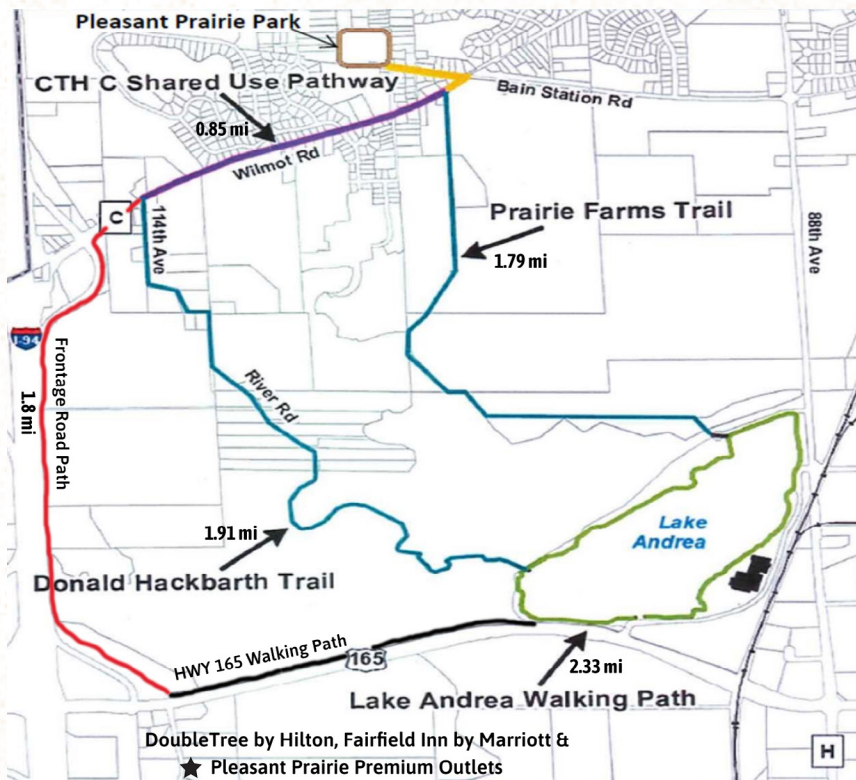 Pleasant Prairie Park
CTH C Shared Use Pathway
0.85 mi
Bain Station Rd
Wilmot Rd
C
114th Ave
Prairie Farms Trail
1.79 mi
88th Ave
I-94
Frontage Road Path
1.8 mi
River Rd
Lake
Andrea
1.91 mi
Donald Hackbarth Trail
HWY 165 Walking Path
165
2.33 mi
Lake Andrea Walking Path
DoubleTree by Hilton, Fairfield Inn by Marriott &
Pleasant Prairie Premium Outlets
H